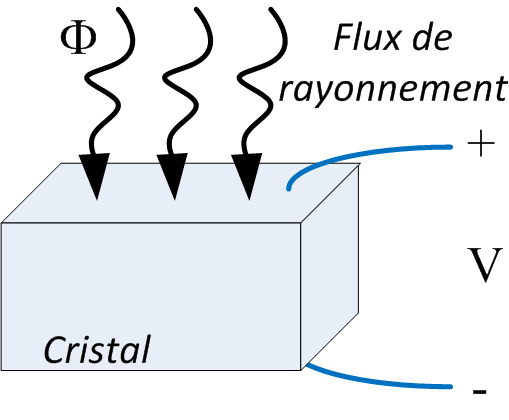 Φ
Flux de
rayonnement
+
V
Cristal
-